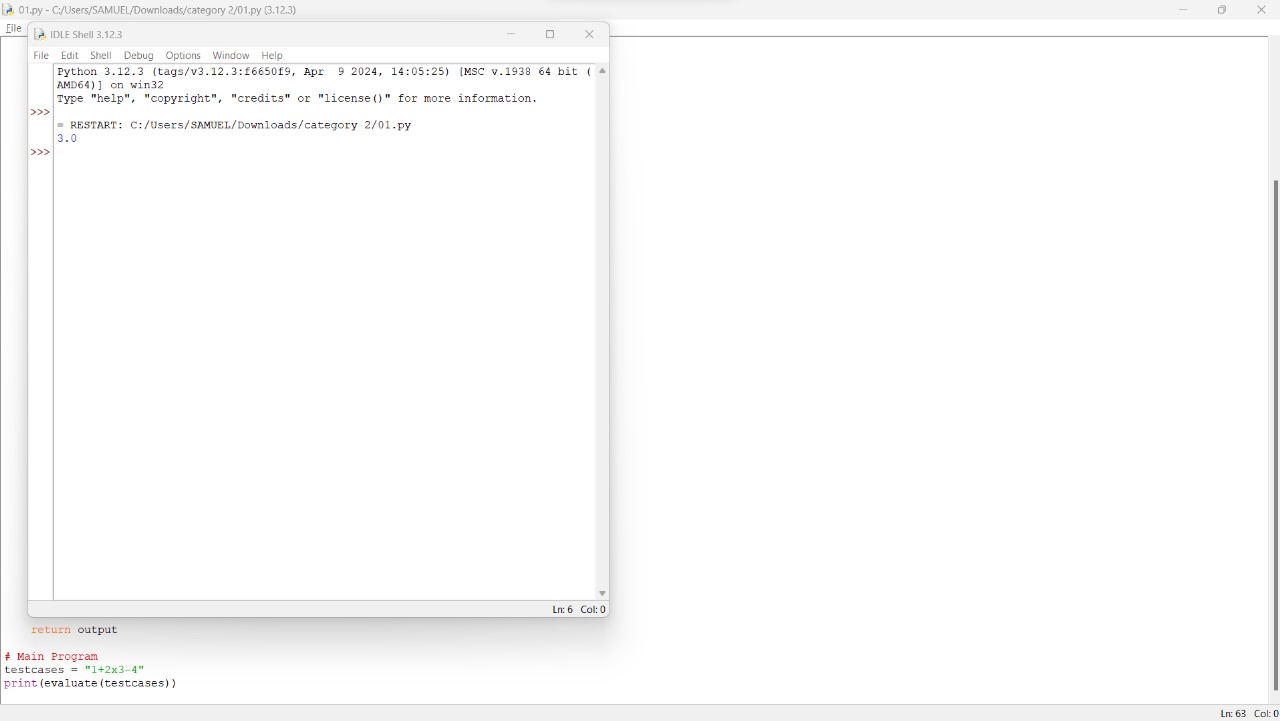 01.py - C:/Users/SAMUEL/Downloads/category 2/01.py (3.12.3)
File
IDLE Shell 3.12.3
File Edit Shell Debug Options Window Help
Python 3.12.3 (tags/v3.12.3:f6650f9, Apr  9 2024, 14:05:25) [MSC v.1938 64 bit (
AMD64)] on win32
Type "help", "copyright", "credits" or "license()" for more information.
>>>
= RESTART: C:/Users/SAMUEL/Downloads/category 2/01.py
3.0
>>>
Ln: 6 Col: 0
return output
# Main Program
testcases = "1+2x3-4"
print(evaluate(testcases))
Ln: 63 Col: 0